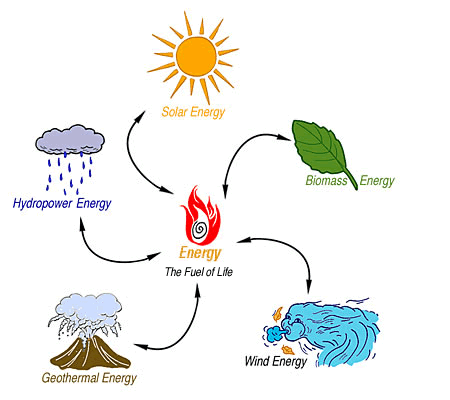 Solar Energy
Biomass Energy
Hydropower Energy
Energy
The Fuel of Life
Wind Energy
Geothermal Energy